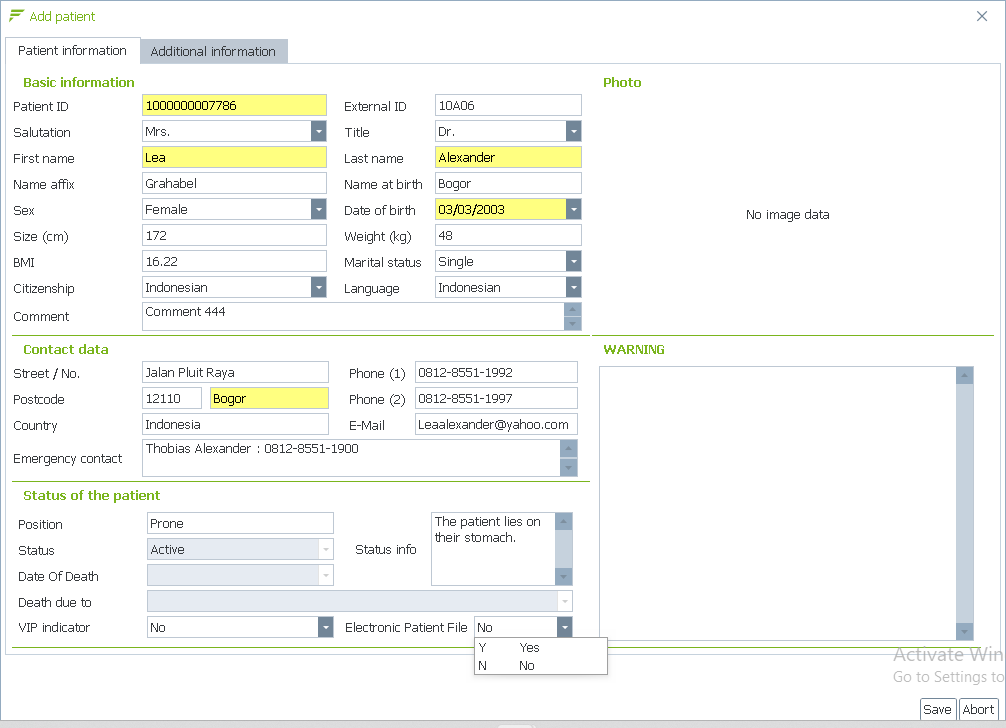 Add patient
Patient information Additional information
Basic information Photo
Patient ID 1000000007786 External ID 10A06
Salutation Mrs. Title Dr.
First name Lea Last name Alexander
Name affix Grahabel Name at birth Bogor
Sex Female Date of birth 03/03/2003
No image data
Size (cm) 172 Weight (kg) 48
BMI 16.22 Marital status Single
Citizenship Indonesian Language Indonesian
Comment Comment 444
Contact data WARNING
Street / No. Jalan Pluit Raya Phone (1) 0812-8551-1992
Postcode 12110 Bogor Phone (2) 0812-8551-1997
Country Indonesia E-Mail Leaalexander@yahoo.com
Emergency contact Thobias Alexander : 0812-8551-1900
Status of the patient
Position Prone
Status Active Status info The patient lies on
their stomach.
Date Of Death
Death due to
VIP indicator No Electronic Patient File No
Y Yes
N No
Activate Win
Go to Settings to
Save Abort